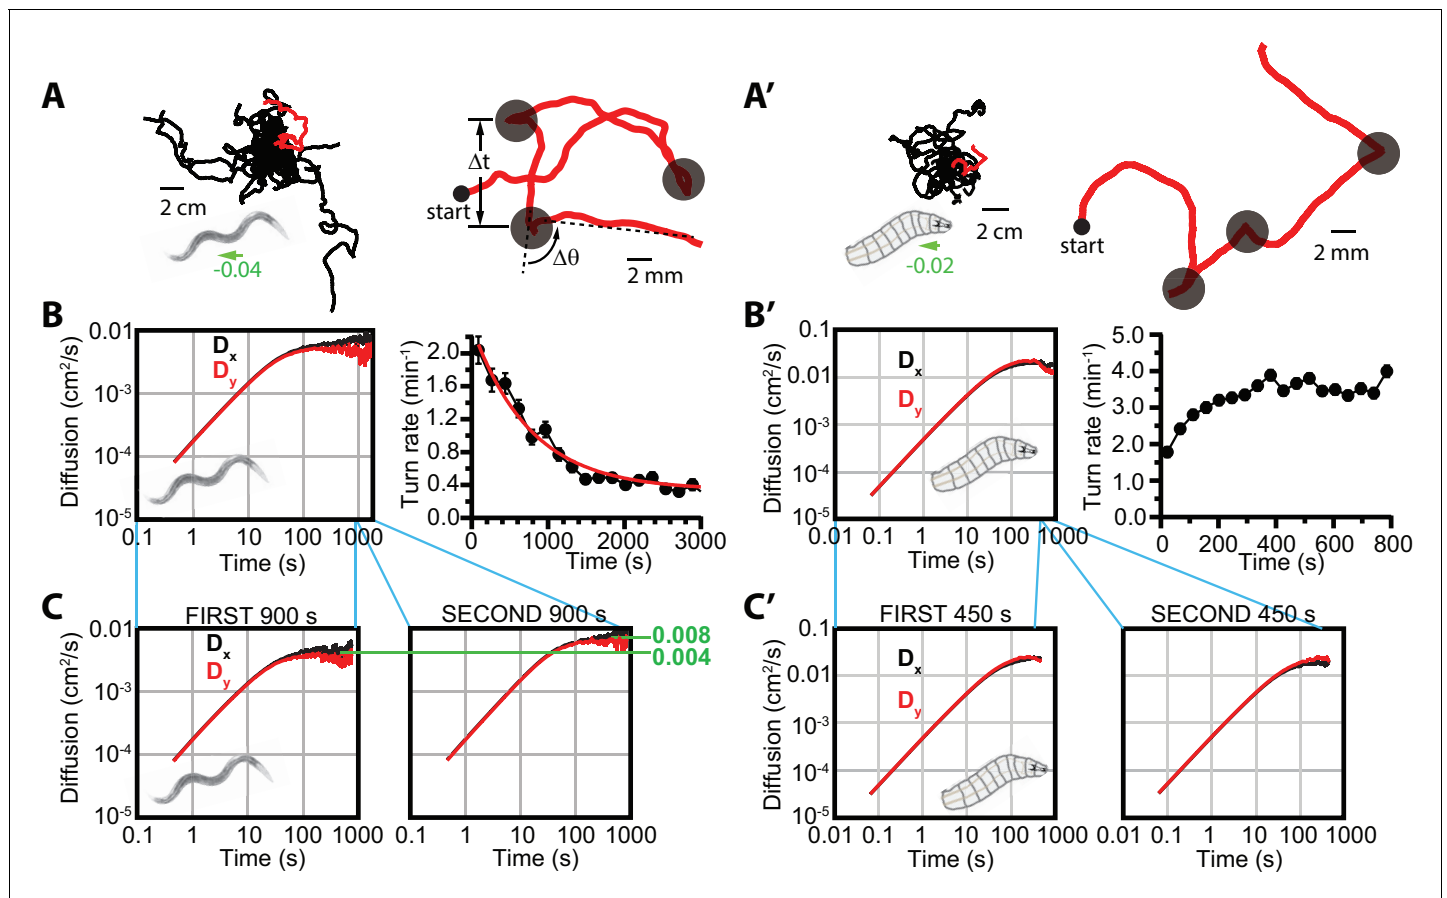 A
2 cm
-0.04
Δt
start
Δθ
2 mm
A′
2 cm
-0.02
start
2 mm
B
0.01
10-3
10-4
10-5
Diffusion (cm2/s)
Dx
Dy
0.1 1 10 100 1000
Time (s)
2.0
1.6
1.2
0.8
0.4
0.0
Turn rate (min-1)
0 1000 2000 3000
Time (s)
B′
0.1
0.01
10-3
10-4
10-5
Diffusion (cm2/s)
Dx
Dy
0.01 0.1 1 10 100 1000
Time (s)
5.0
4.0
3.0
2.0
1.0
0.0
Turn rate (min-1)
0 200 400 600 800
Time (s)
C
FIRST 900 s
0.01
10-3
10-4
10-5
Diffusion (cm2/s)
Dx
Dy
0.1 1 10 100 1000
Time (s)
SECOND 900 s
0.008
0.004
0.1 1 10 100 1000
Time (s)
C′
FIRST 450 s
0.1
0.01
10-3
10-4
10-5
Diffusion (cm2/s)
Dx
Dy
0.01 0.1 1 10 100 1000
Time (s)
SECOND 450 s
0.01 0.1 1 10 100 1000
Time (s)